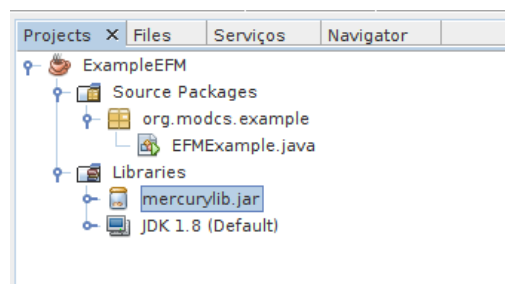 Projects X Files Serviços Navigator
ExampleEFM
Source Packages
org.modcs.example
EFMExample.java
Libraries
mercurylib.jar
JDK 1.8 (Default)